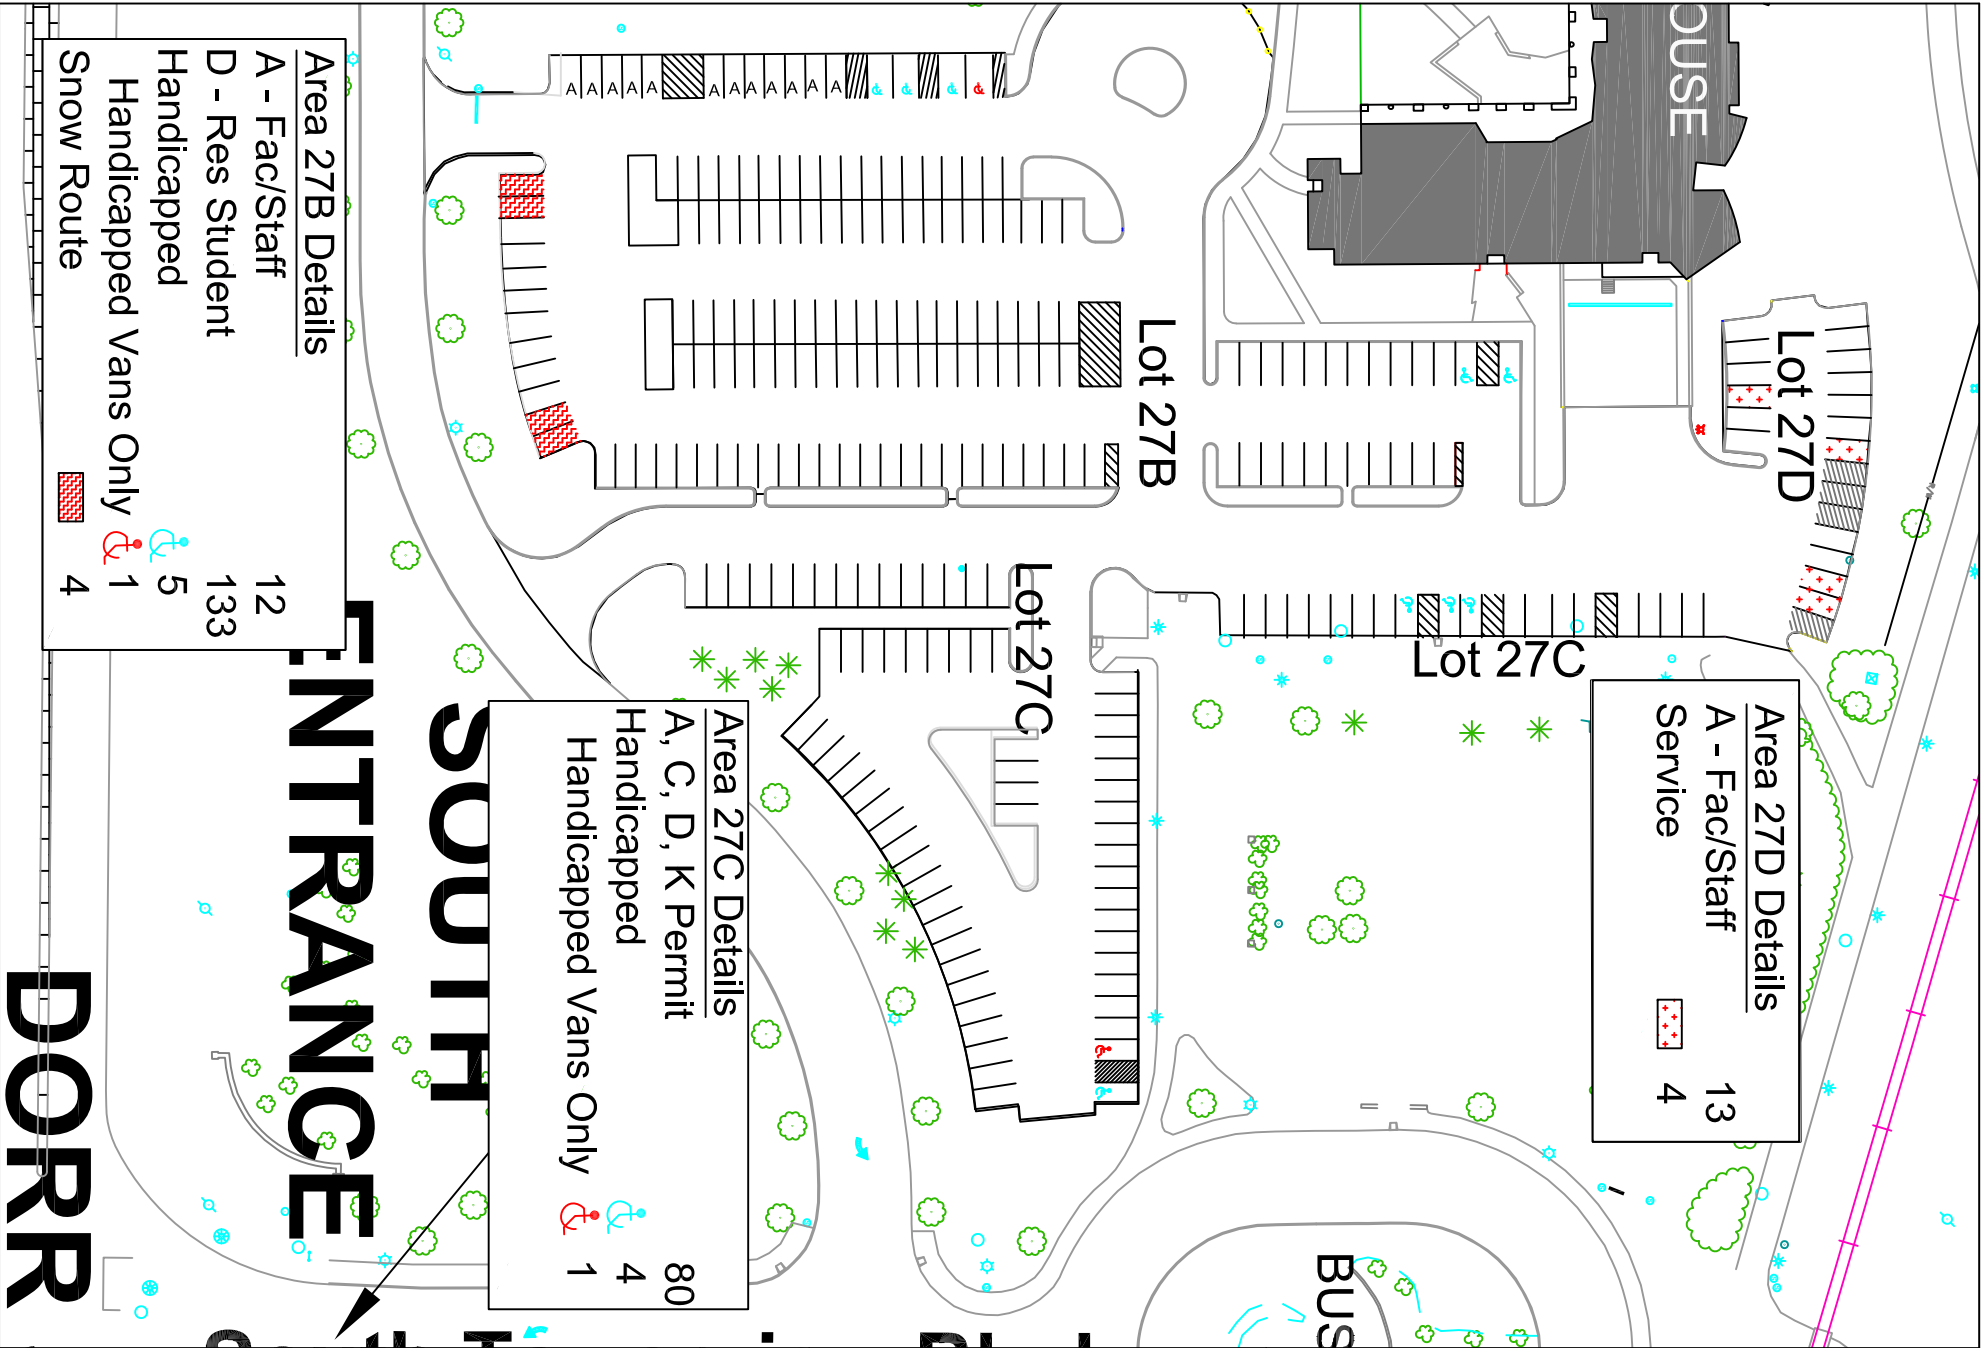 Area 27B Details
A - Fac/Staff 12
D - Res Student 133
Handicapped 5
Handicapped Vans Only 1
Snow Route 4
A A A A A A A A A A A A
OUSE
Lot 27B
Lot 27D
Lot 27C
Lot 27C
Area 27D Details
A - Fac/Staff 13
Service 4
Area 27C Details
A, C, D, K Permit 80
Handicapped 4
Handicapped Vans Only 1
SOUTH
ENTRANCE
DORR
BUS